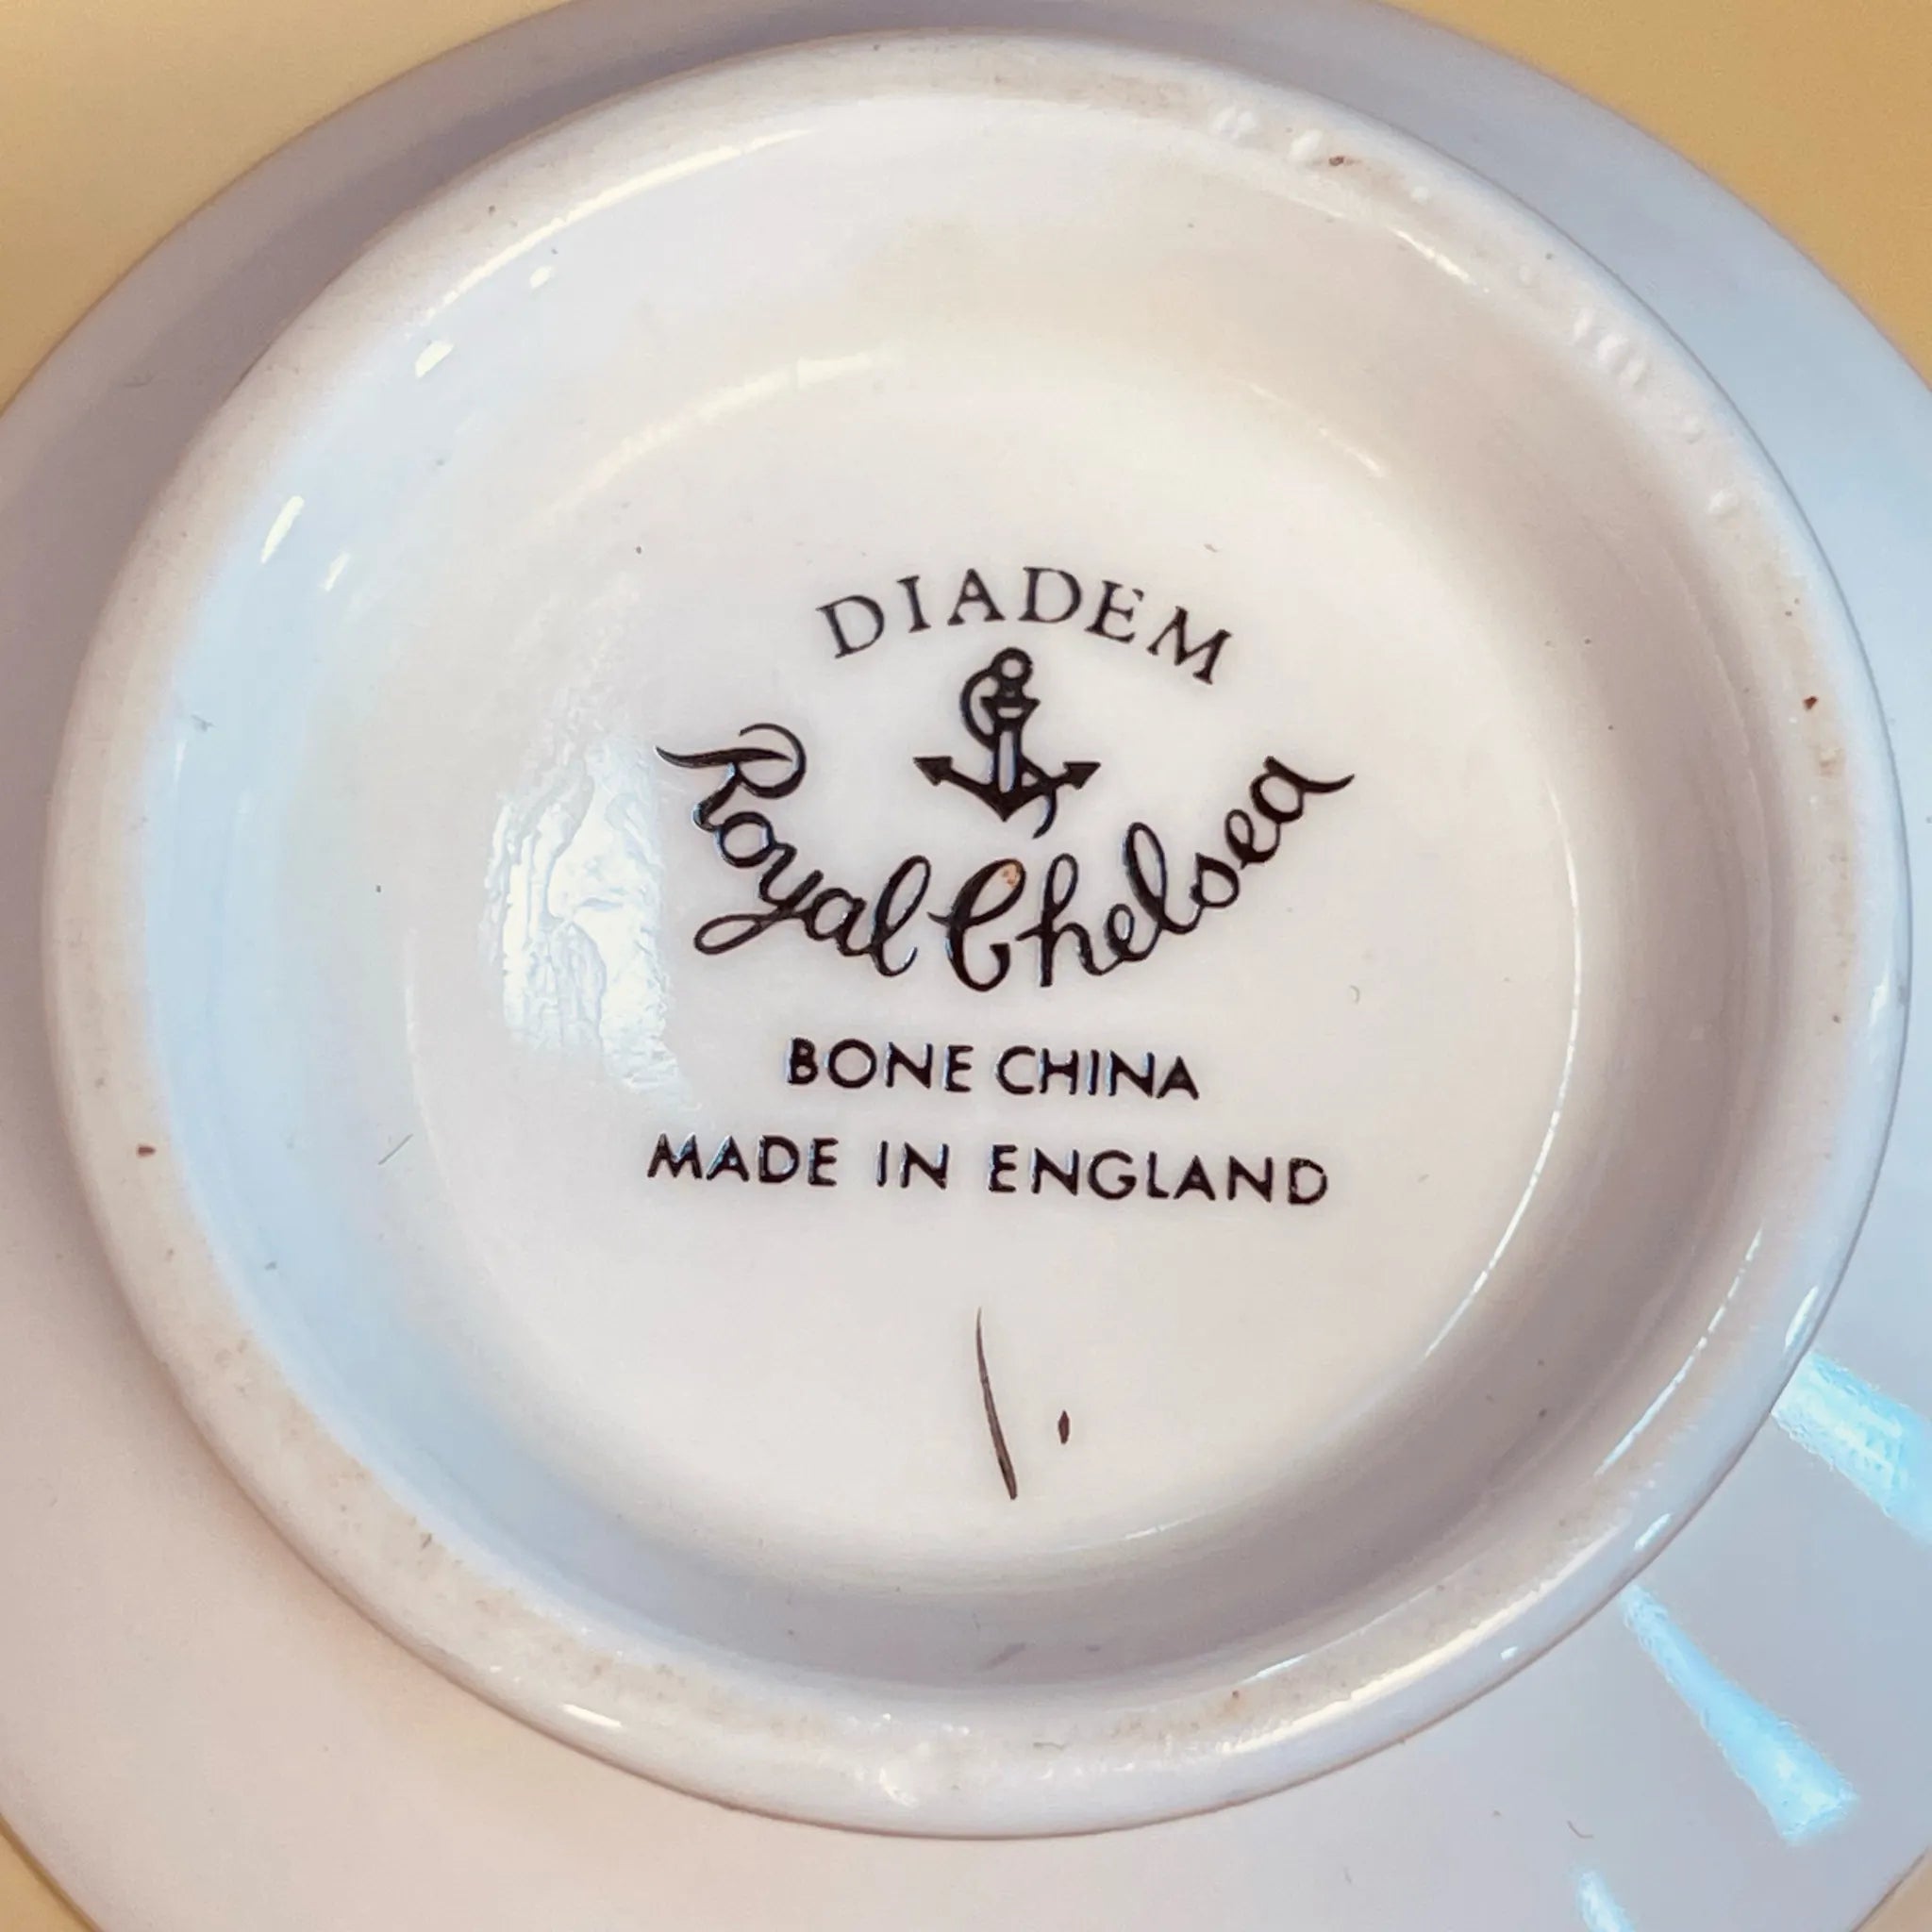 DIADEM
Royal Chelsea
BONE CHINA
MADE IN ENGLAND